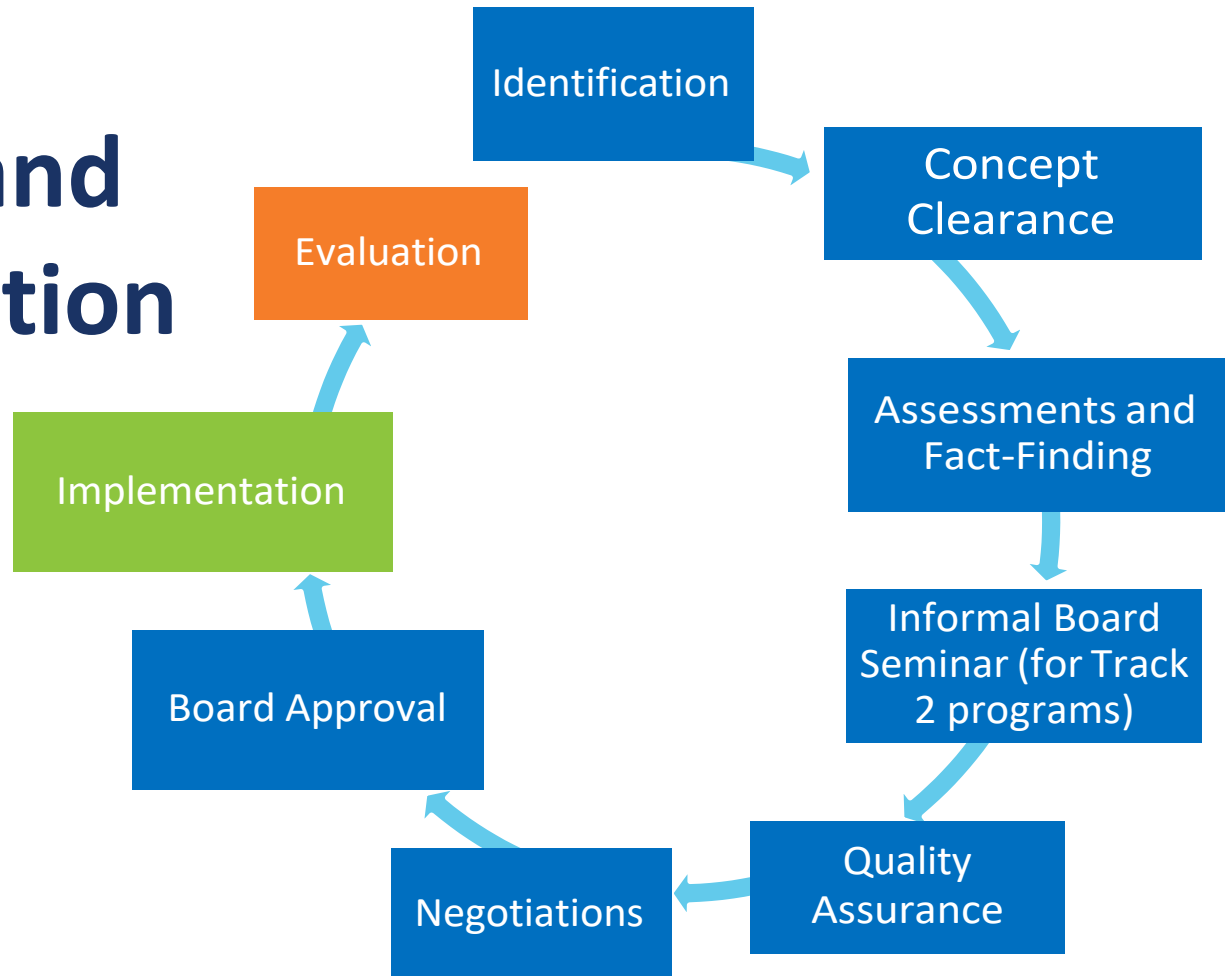 and
tion
Identification
Concept
Clearance
Assessments and
Fact-Finding
Informal Board
Seminar (for Track
2 programs)
Quality
Assurance
Negotiations
Board Approval
Implementation
Evaluation